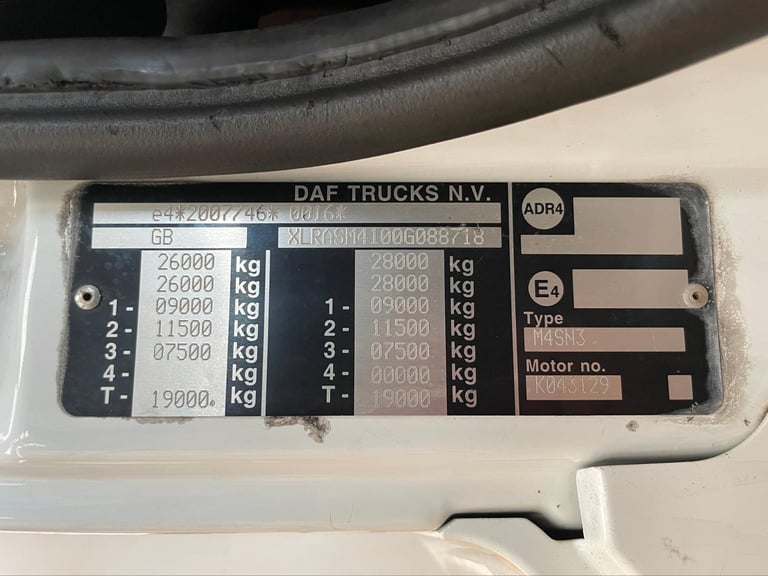 DAF TRUCKS N.V.
e4*2007/46* 0016*
GB XLRASM4100G088718
26000 kg 28000 kg
26000 kg 28000 kg
1- 09000 kg 1- 09000 kg
2- 11500 kg 2- 11500 kg
3- 07500 kg 3- 07500 kg
4- kg 4- 00000 kg
T- 19000 kg T- 19000 kg
ADR4
E4
Type
M4SN3
Motor no.
K043129